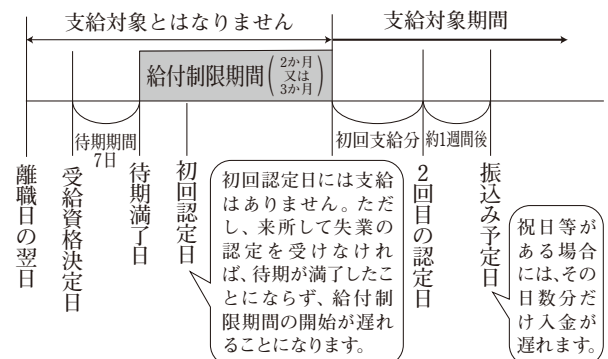 支給対象とはなりません
支給対象期間
給付制限期間(2か月又は3か月)
待期期間
7日
初回支給分
約1週間後
離職日の翌日
受給資格決定日
待期満了日
初回認定日
2回目の認定日
振込み予定日
初回認定日には支給
はありません。ただ
し、来所して失業の
認定を受けなけれ
ば、待期が満了したこ
とにならず、給付制
限期間の開始が遅れ
ることになります。
祝日等が
ある場合
には、その
日数分だ
け入金が
遅れます。